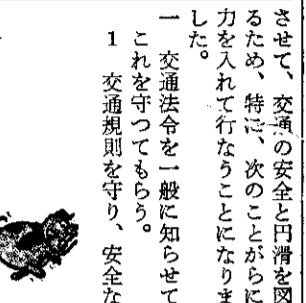 させて、交通の安全と円滑を図
るため、特に、次のことがらに
力を入れて行なうことになりま
した。
一　交通法令を一般に知らせて
これを守つてもらう。
1　交通規則を守り、安全な